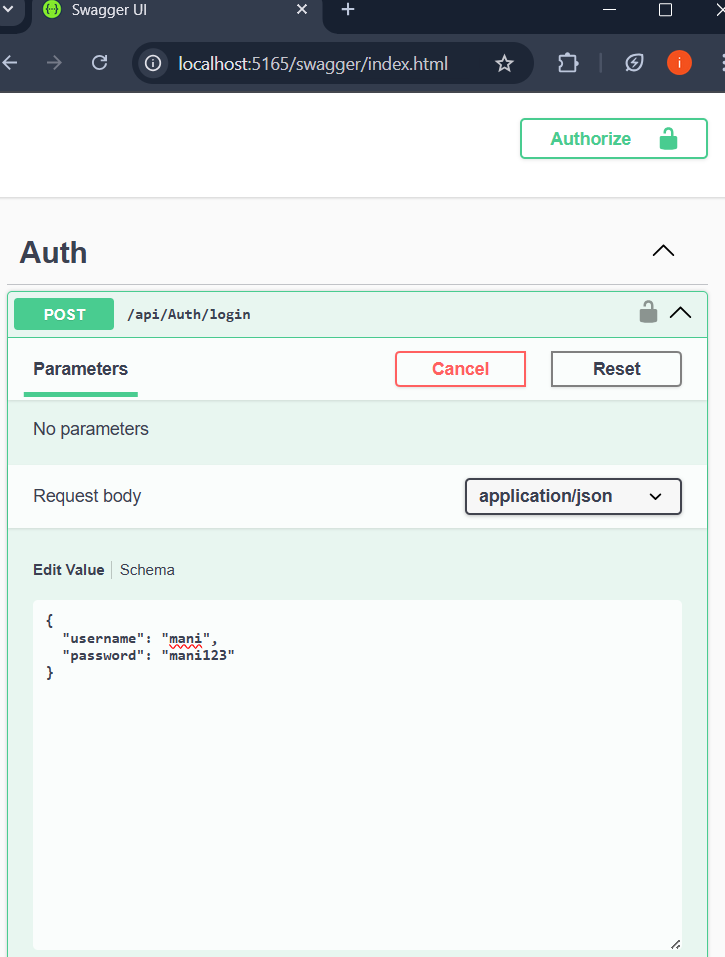 Swagger UI
localhost:5165/swagger/index.html
i
Authorize
Auth
POST /api/Auth/login
Parameters
Cancel
Reset
No parameters
Request body
application/json
Edit Value
Schema
{
  "username": "mani",
  "password": "mani123"
}